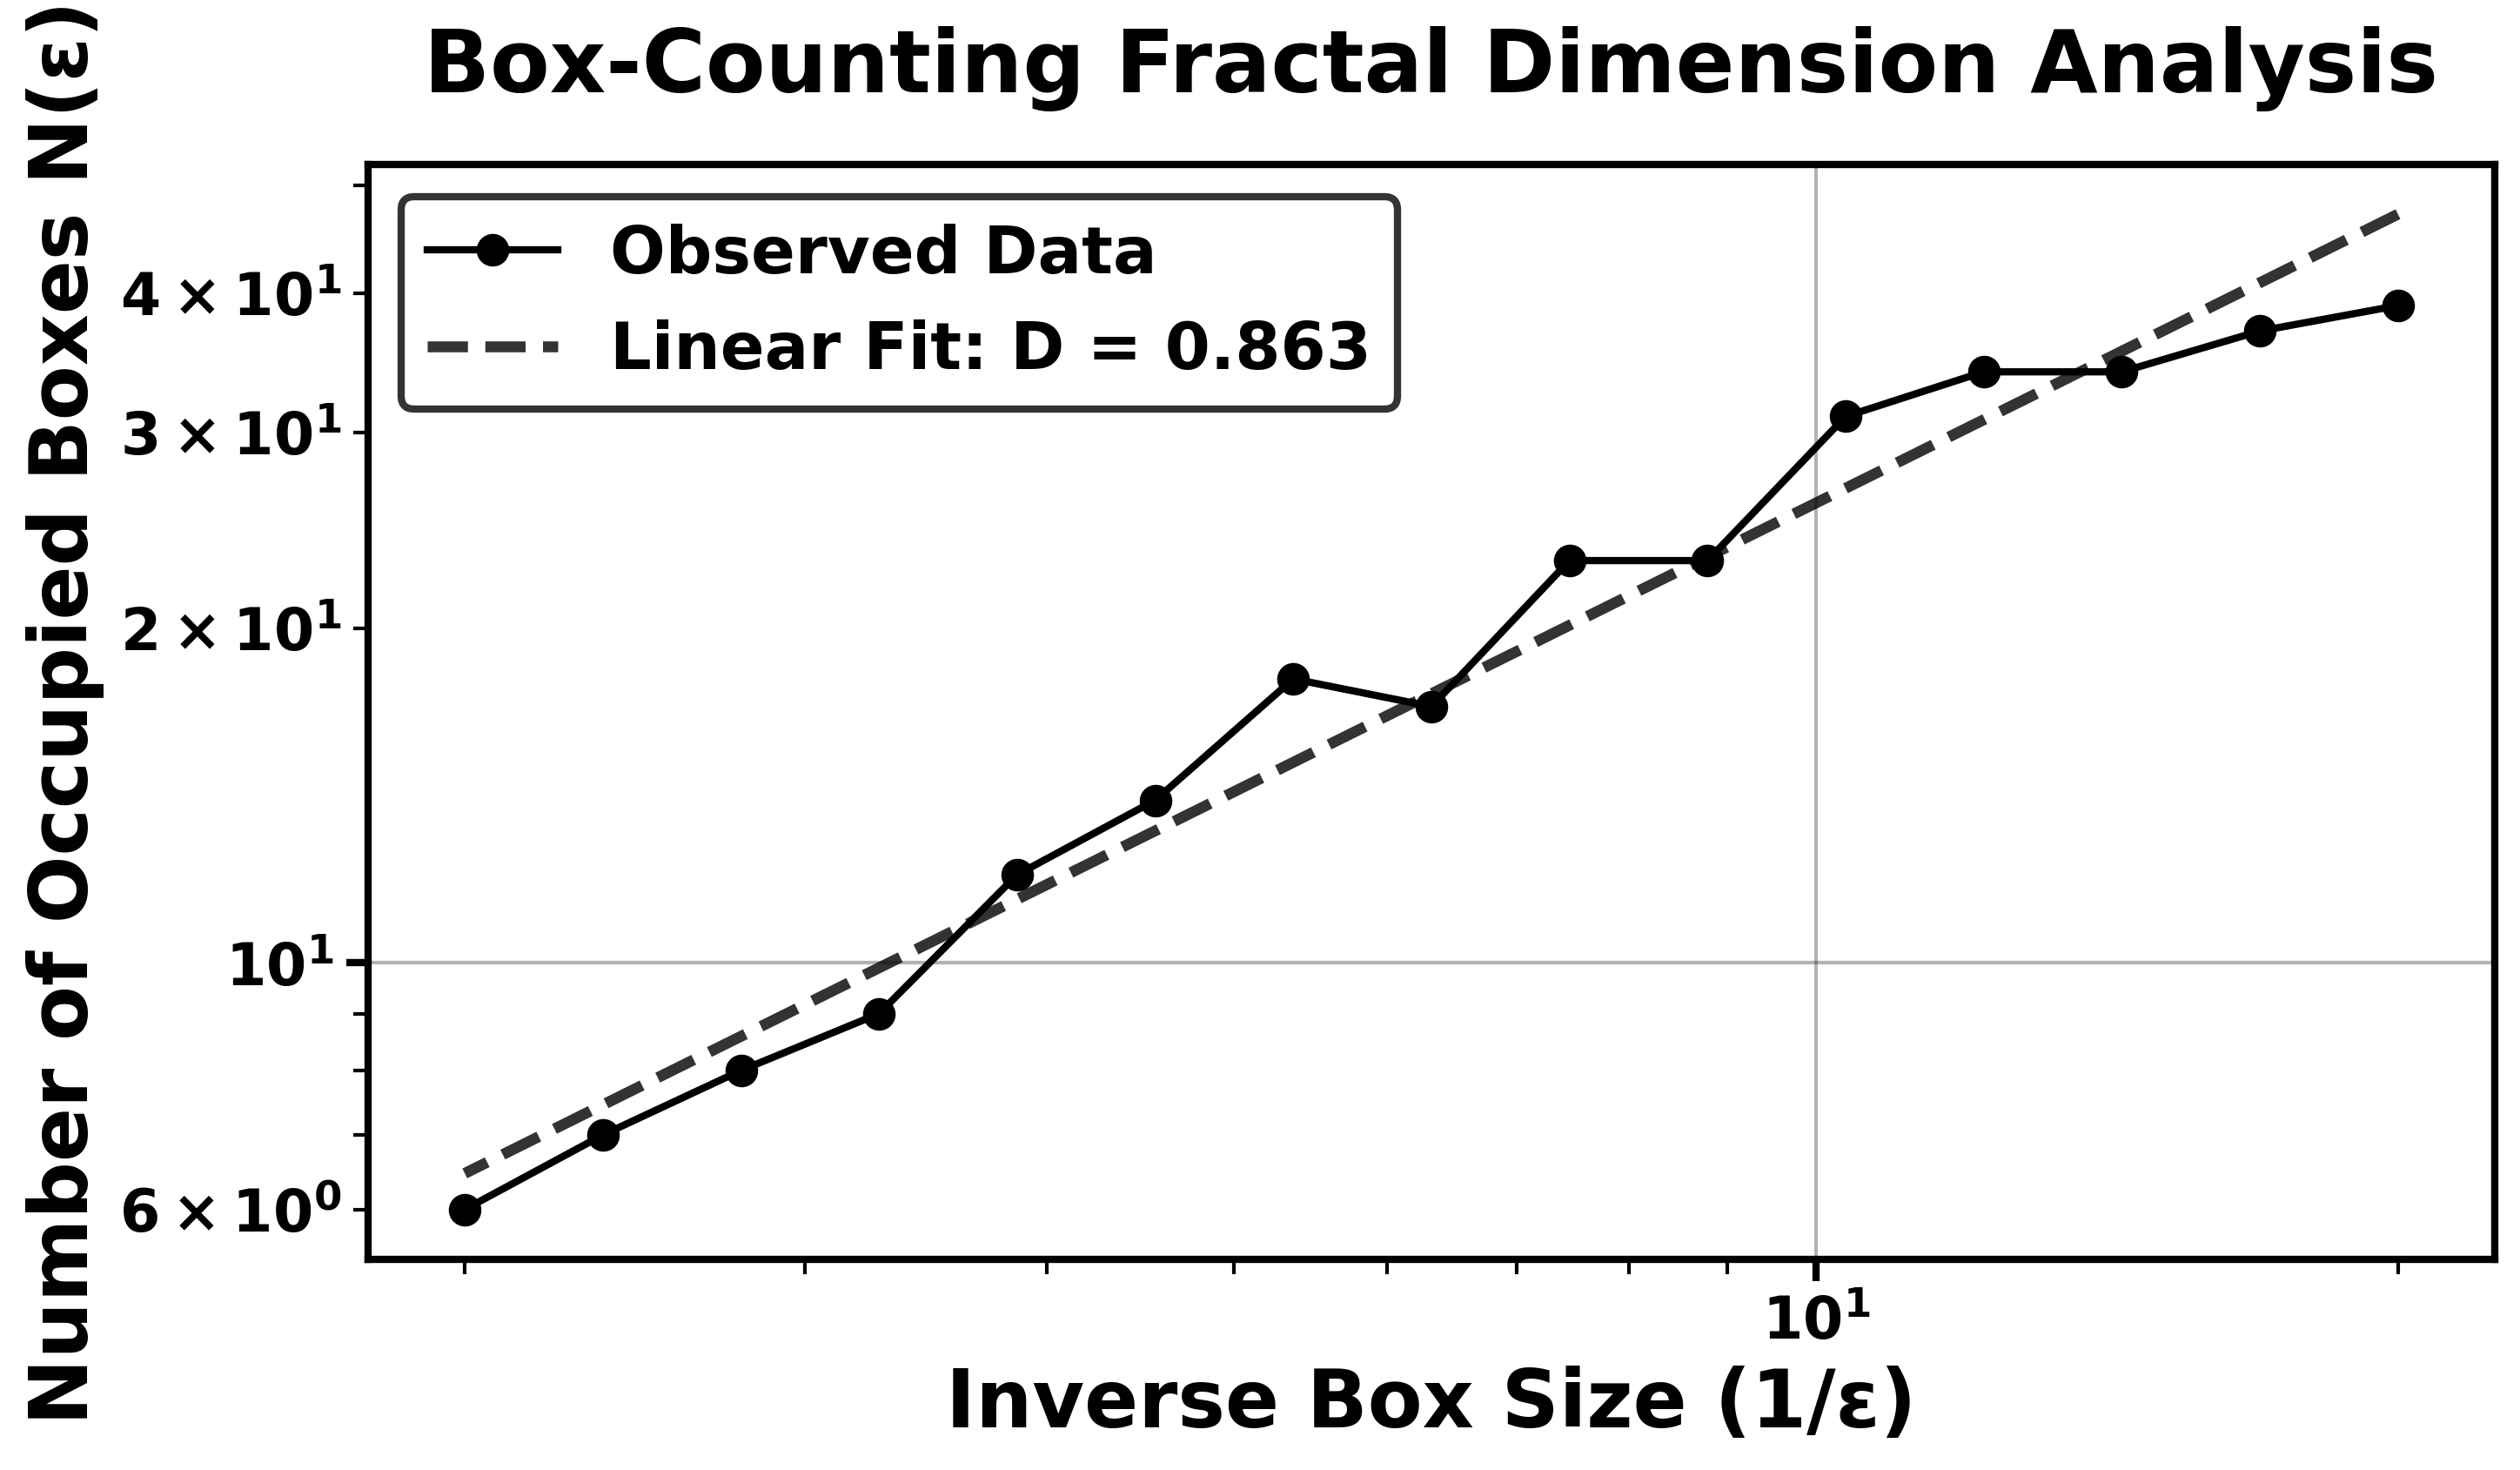 Box-Counting Fractal Dimension Analysis
Number of Occupied Boxes N(ε)
Observed Data
Linear Fit: D = 0.863
4 × 10¹
3 × 10¹
2 × 10¹
10¹
6 × 10⁰
10¹
Inverse Box Size (1/ε)